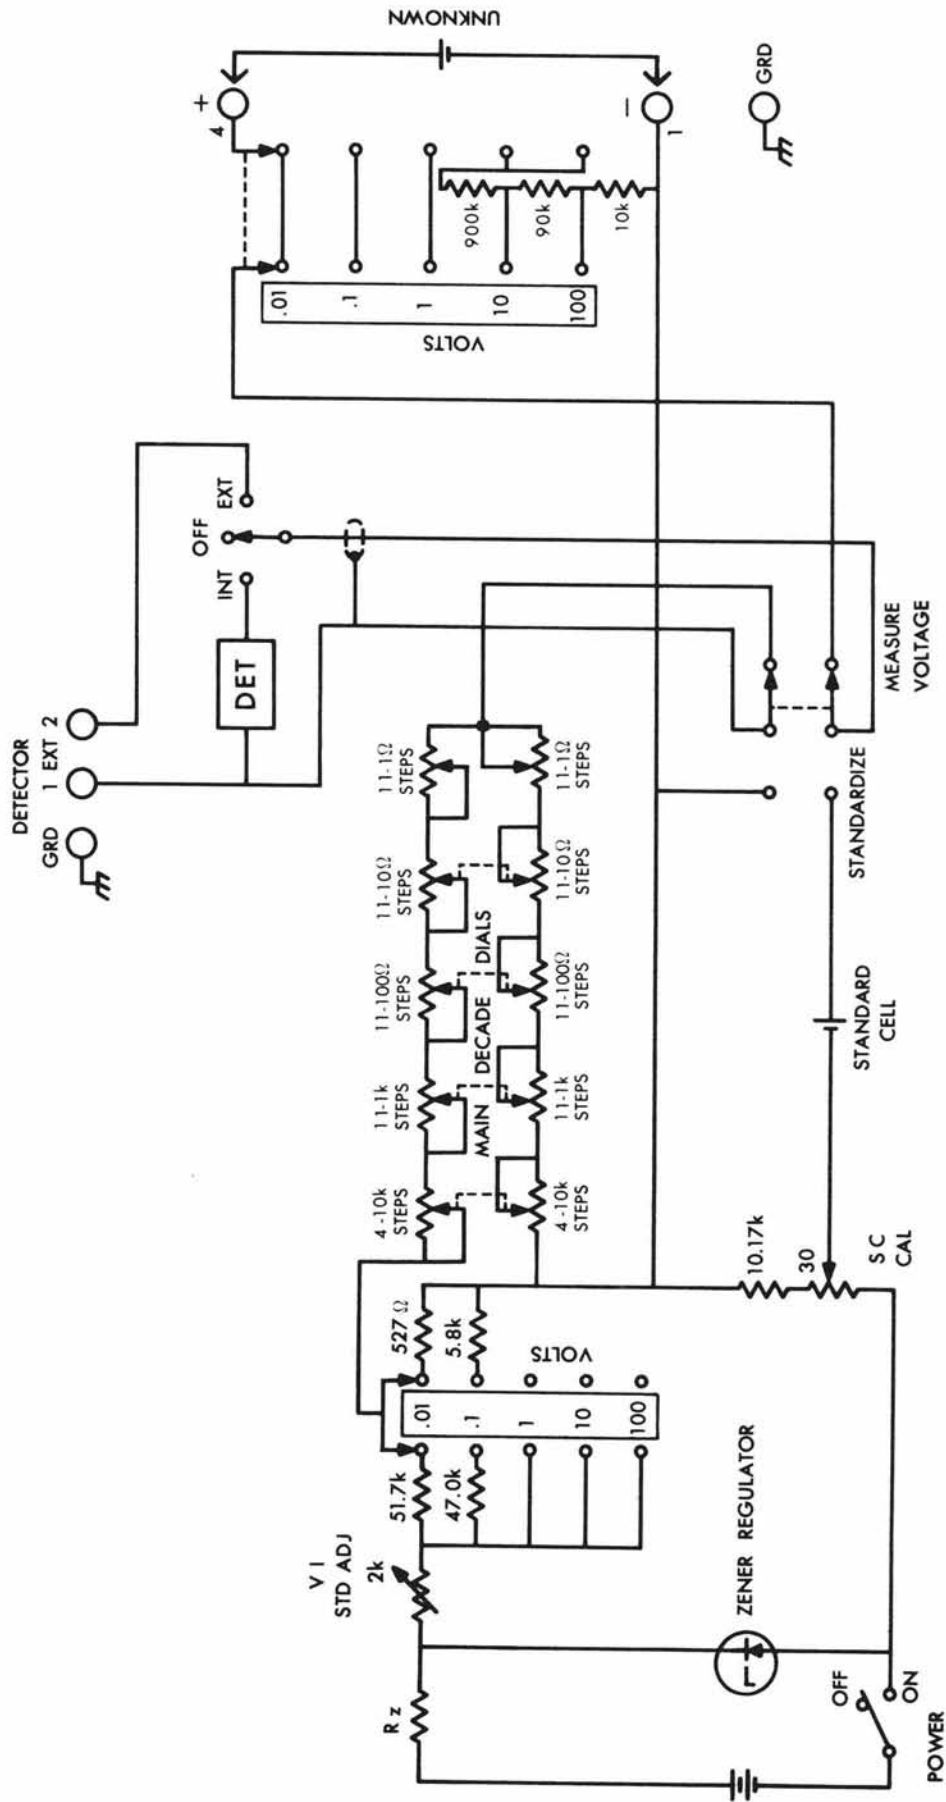 DETECTOR
GRD
1 EXT 2
DET
INT
OFF
EXT
+
4
UNKNOWN
−
1
GRD
VOLTS
.01
.1
1
10
100
900k
90k
10k
V I
STD ADJ
2k
51.7k
47.0k
.01
.1
1
10
100
VOLTS
527 Ω
5.8k
4-10k
STEPS
11-1k
STEPS
11-100Ω
STEPS
11-10Ω
STEPS
11-1Ω
STEPS
MAIN DECADE DIALS
4-10k
STEPS
11-1k
STEPS
11-100Ω
STEPS
11-10Ω
STEPS
11-1Ω
STEPS
Rz
ZENER REGULATOR
10.17k
30
S C
CAL
STANDARD
CELL
STANDARDIZE
MEASURE
VOLTAGE
OFF
ON
POWER